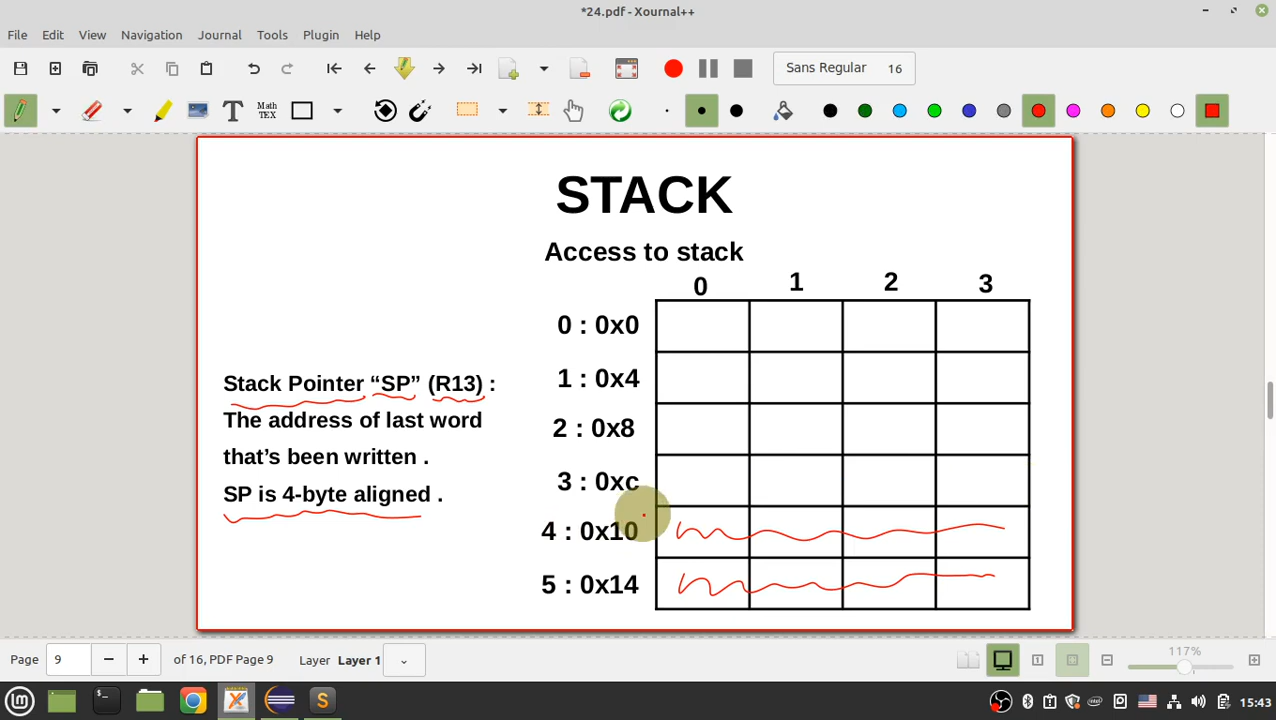 *24.pdf - Xournal++
File Edit View Navigation Journal Tools Plugin Help
Sans Regular 16
Math
TEX
STACK
Access to stack
0 1 2 3
0 : 0x0
1 : 0x4
2 : 0x8
3 : 0xc
4 : 0x10
5 : 0x14
Stack Pointer “SP” (R13) :
The address of last word
that’s been written .
SP is 4-byte aligned .
Page 9 of 16, PDF Page 9 Layer Layer 1 117%
15:43